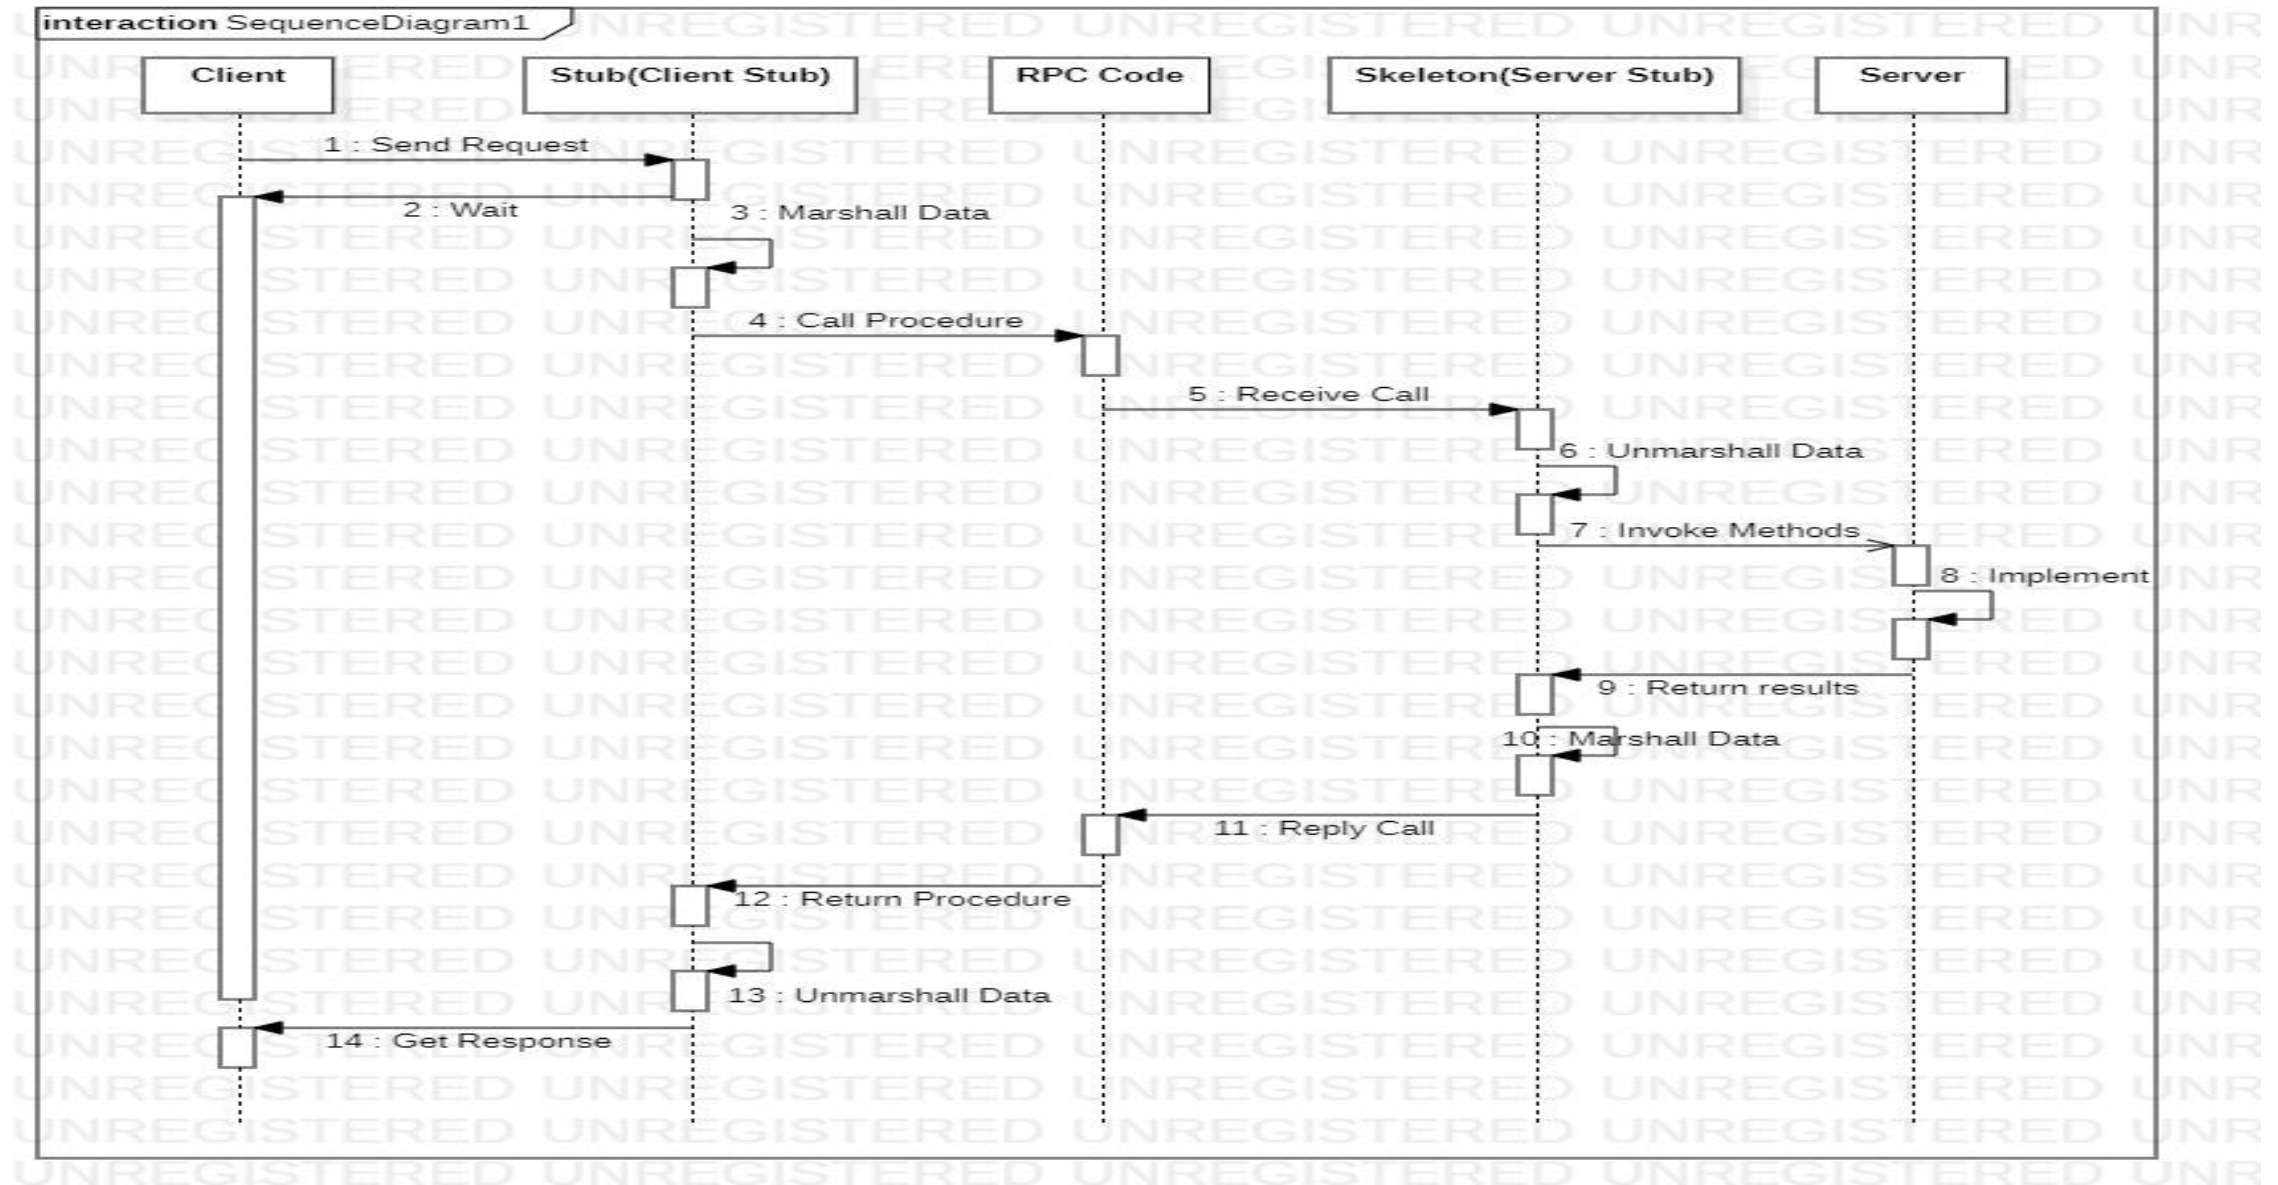 interaction SequenceDiagram1
Client
Stub(Client Stub)
RPC Code
Skeleton(Server Stub)
Server
1 : Send Request
2 : Wait
3 : Marshall Data
4 : Call Procedure
5 : Receive Call
6 : Unmarshall Data
7 : Invoke Methods
8 : Implement
9 : Return results
10 : Marshall Data
11 : Reply Call
12 : Return Procedure
13 : Unmarshall Data
14 : Get Response
UNREGISTERED